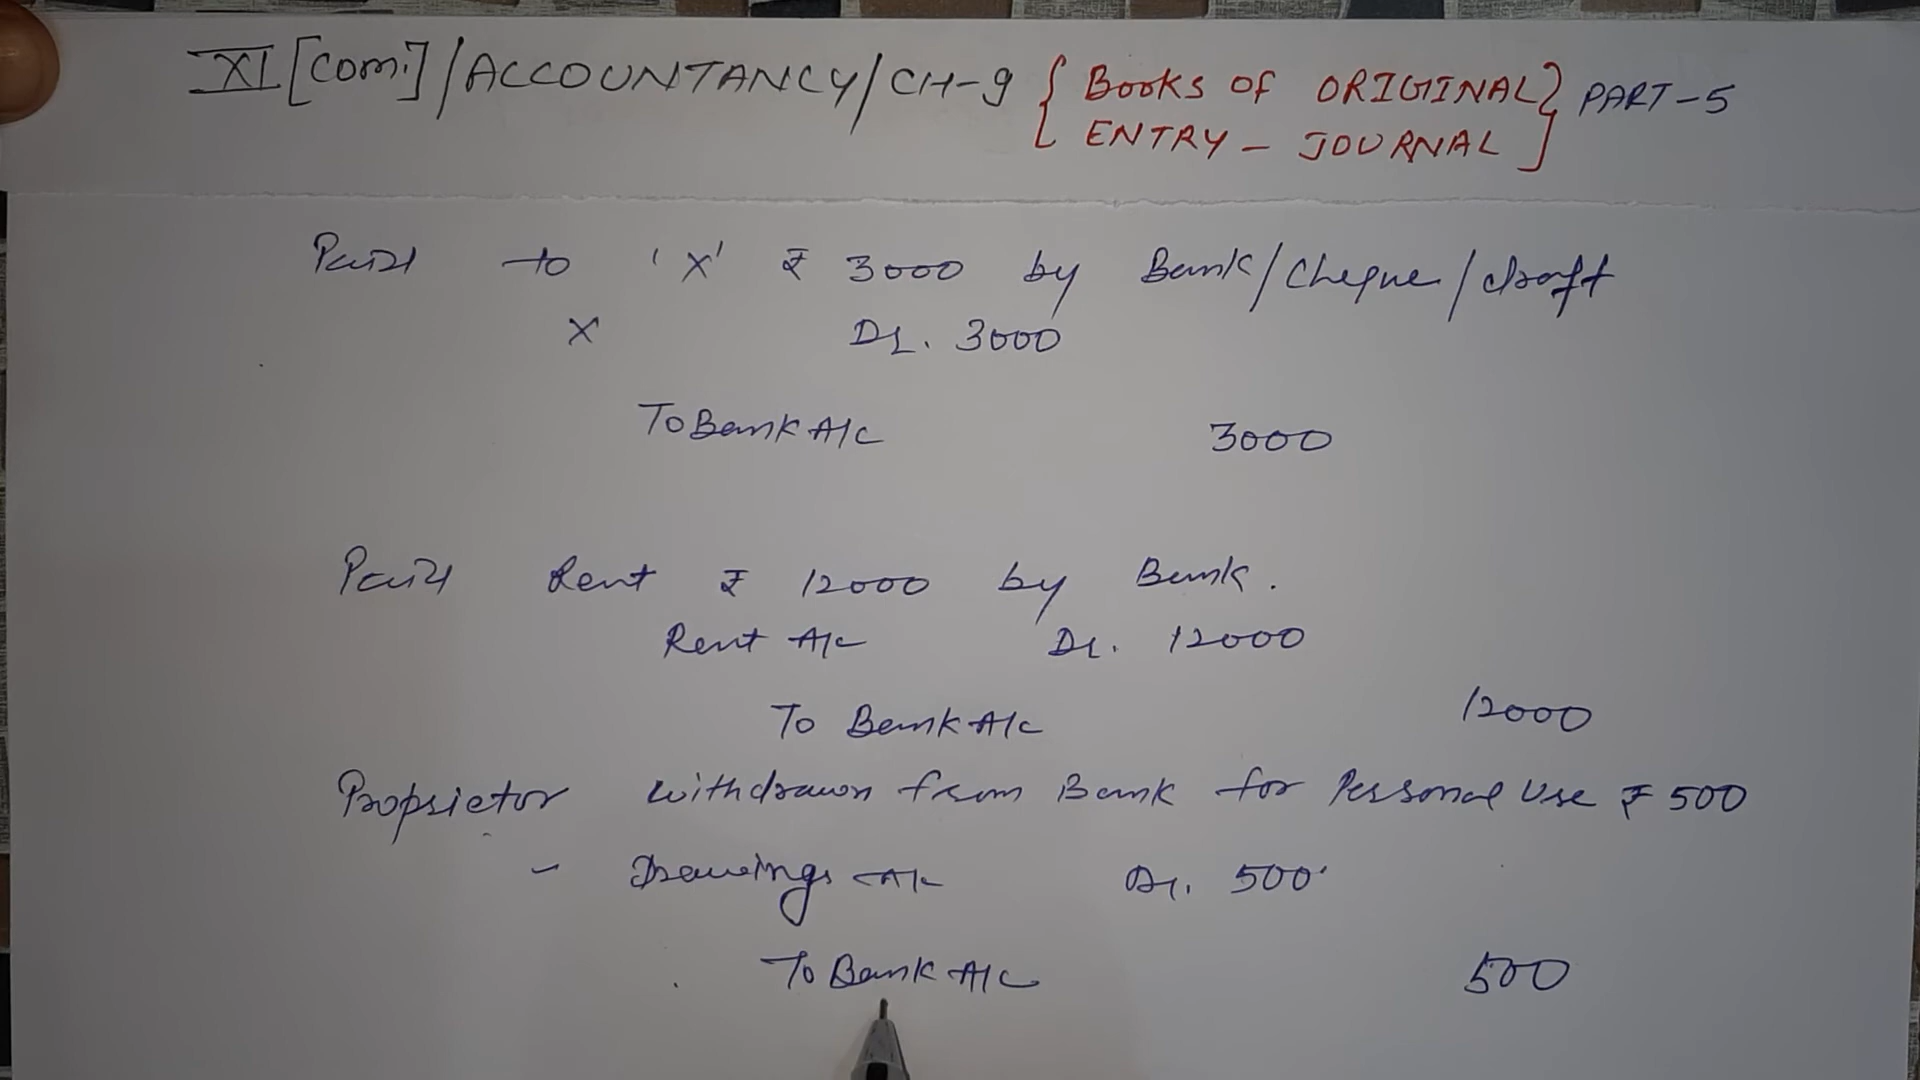 XI [Com.] / ACCOUNTANCY / CH-9 { BOOKS OF ORIGINAL } PART-5
ENTRY - JOURNAL
Paid to 'X' ₹ 3000 by Bank/Cheque/draft
X Dr. 3000
To Bank A/c 3000
Paid Rent ₹ 12000 by Bank.
Rent A/c Dr. 12000
To Bank A/c 12000
Proprietor withdrawn from Bank for Personal Use ₹ 500
- Drawings A/c Dr. 500
To Bank A/c 500